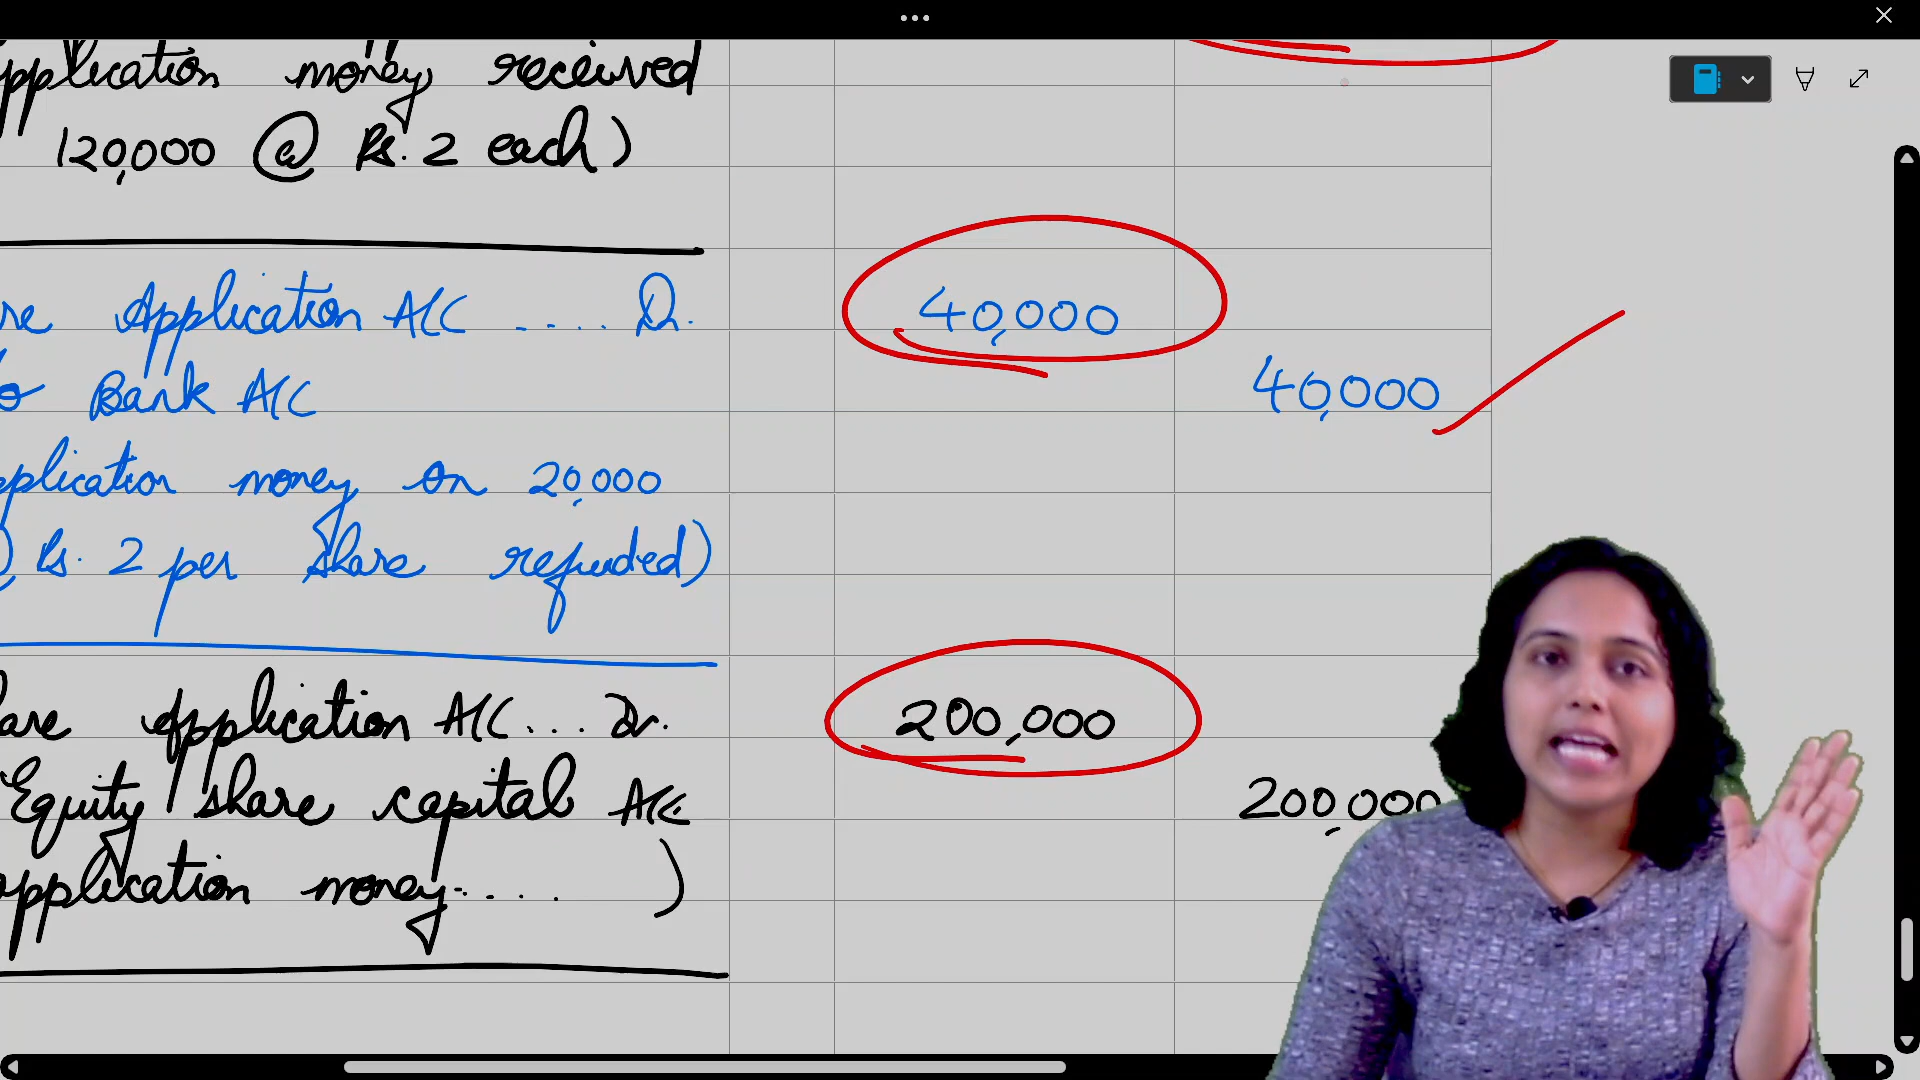 pplication money received
120,000 @ Rs. 2 each)
re Application A/C .... Dr. 40,000
o Bank A/C 40,000
pplication money on 20,000
) Rs. 2 per share refunded)
are application A/C... Dr. 200,000
Equity share capital A/C 200,000
application money.... )